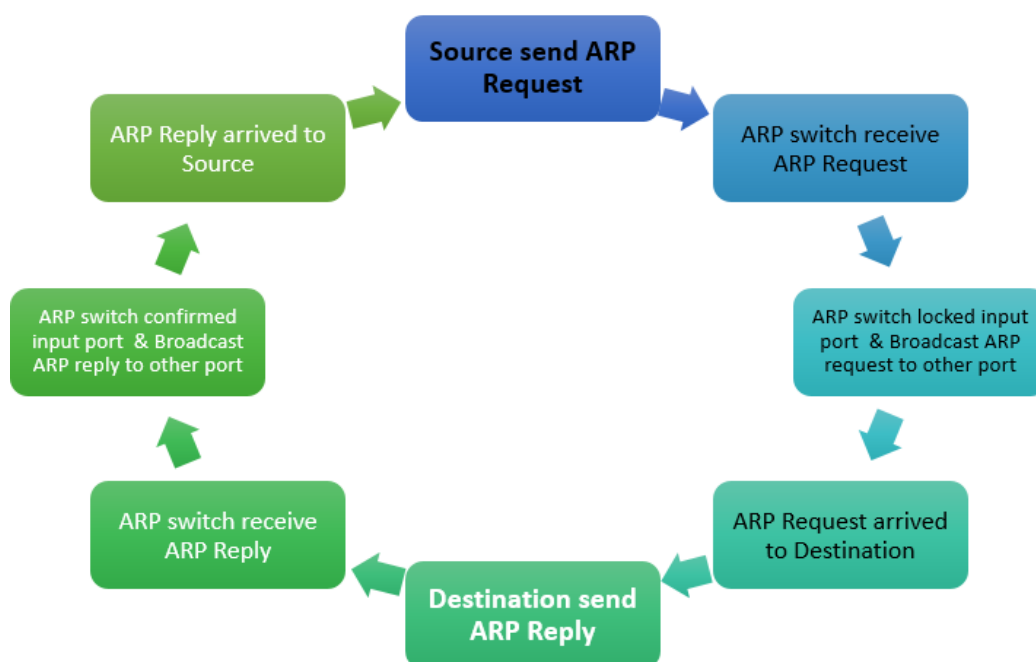 Source send ARP
Request
ARP switch receive
ARP Request
ARP switch locked input
port & Broadcast ARP
request to other port
ARP Request arrived
to Destination
Destination send
ARP Reply
ARP switch receive
ARP Reply
ARP switch confirmed
input port & Broadcast
ARP reply to other port
ARP Reply arrived to
Source